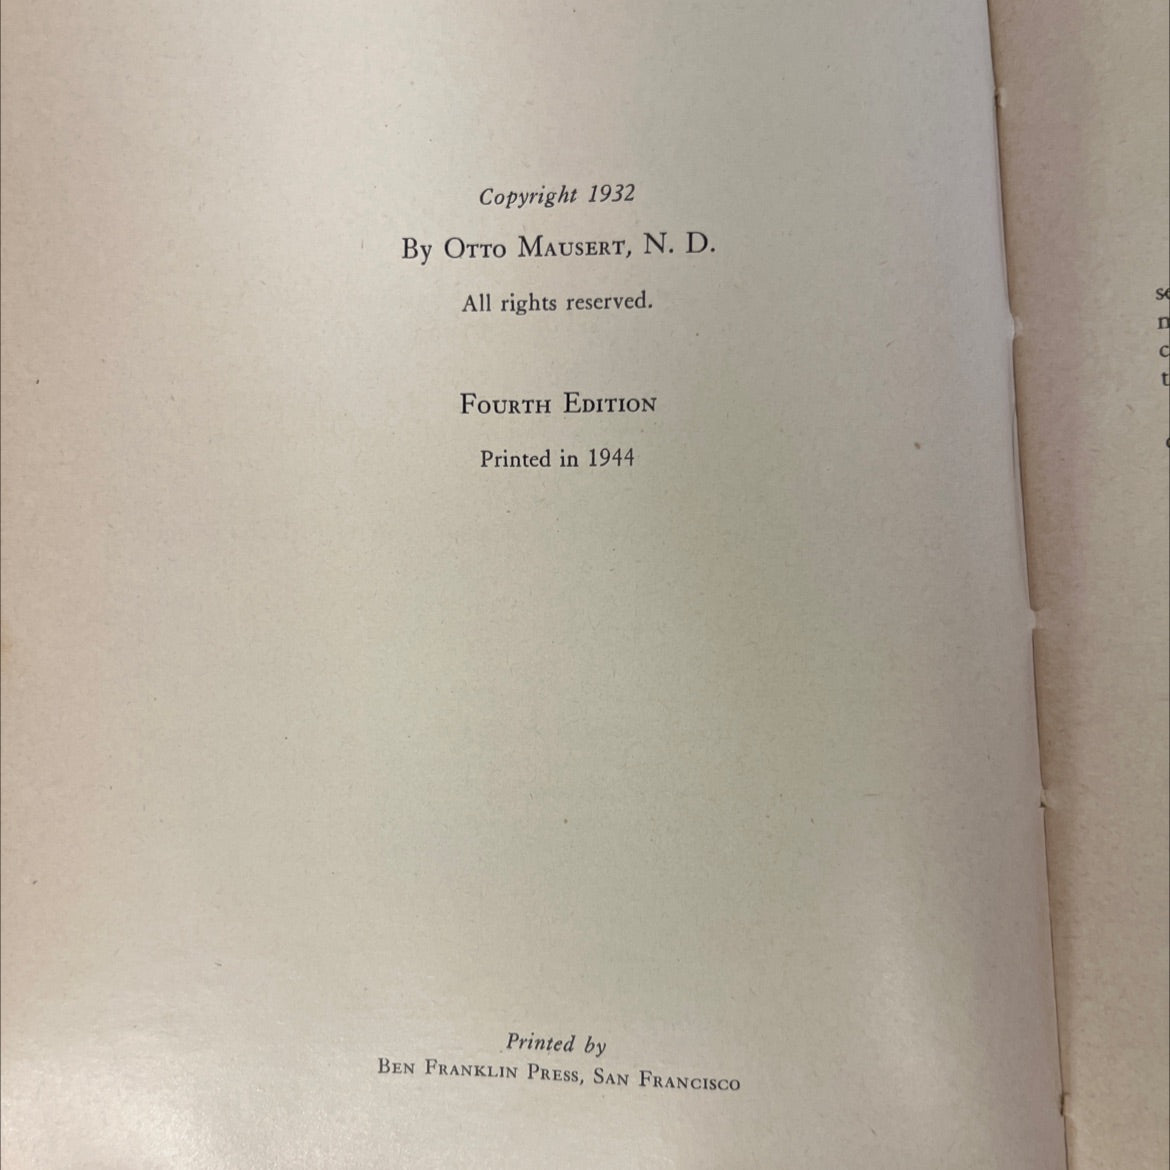 Copyright 1932
By Otto Mausert, N. D.
All rights reserved.
Fourth Edition
Printed in 1944
Printed by
Ben Franklin Press, San Francisco